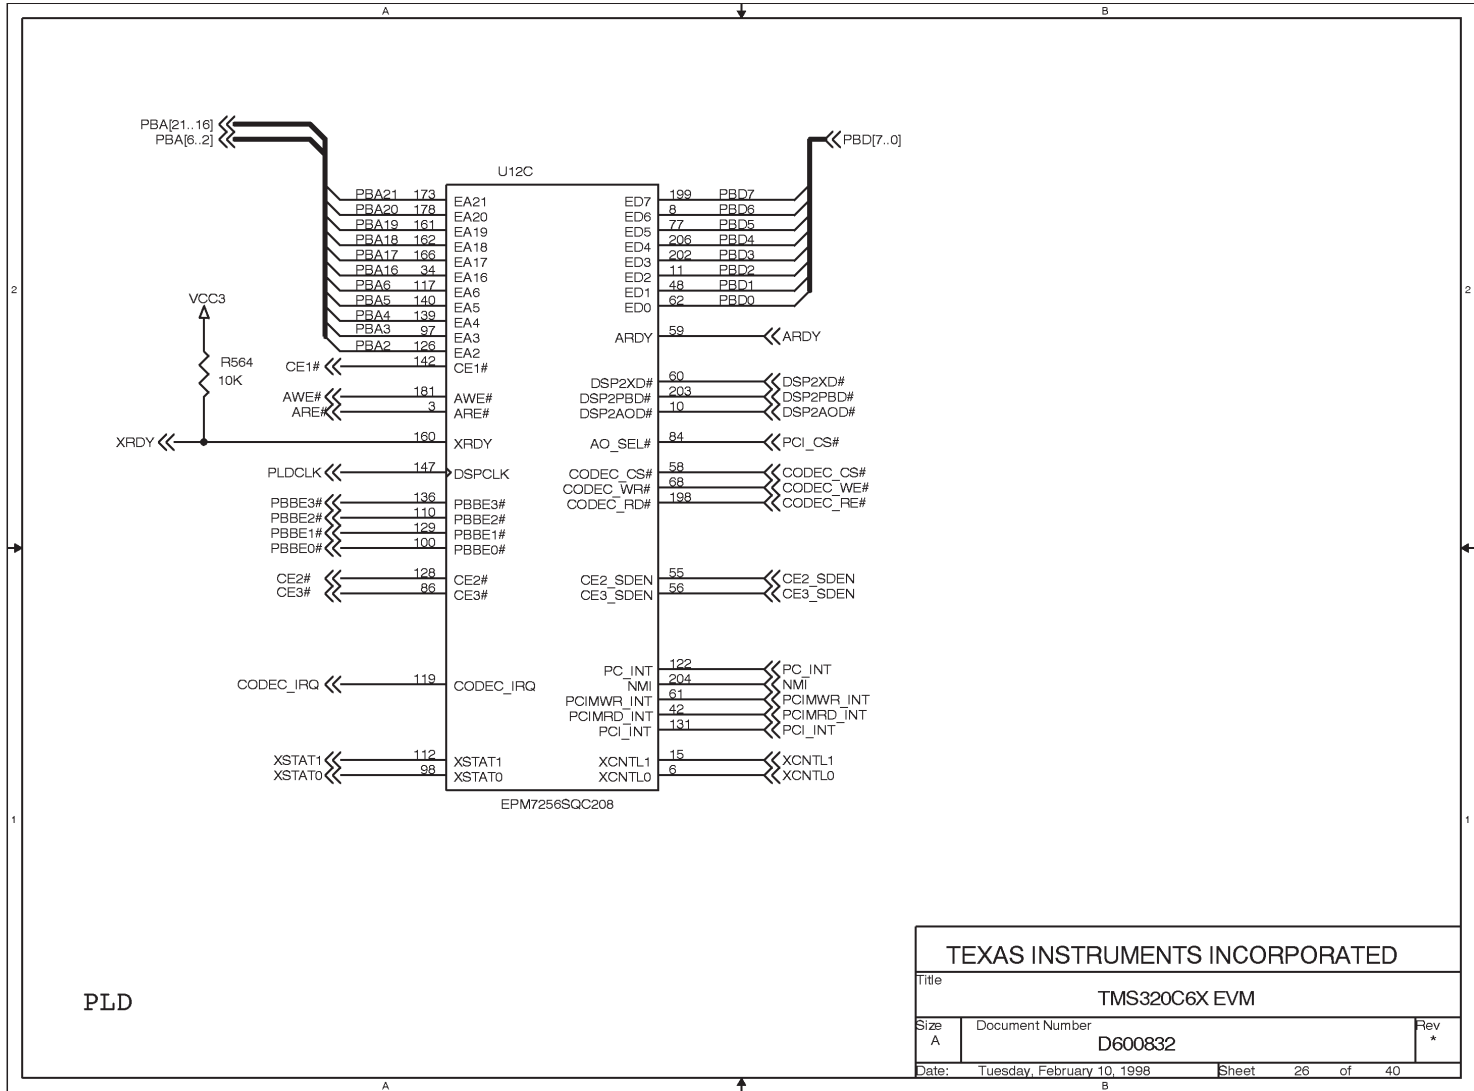 A B
PBA[21..16]
PBA[6..2]
PBD[7..0]
U12C
PBA21 173 EA21 ED7 199 PBD7
PBA20 178 EA20 ED6 8 PBD6
PBA19 161 EA19 ED5 77 PBD5
PBA18 162 EA18 ED4 206 PBD4
PBA17 166 EA17 ED3 202 PBD3
PBA16 34 EA16 ED2 11 PBD2
PBA6 117 EA6 ED1 48 PBD1
PBA5 140 EA5 ED0 62 PBD0
PBA4 139 EA4
PBA3 97 EA3 ARDY 59 ARDY
PBA2 126 EA2
2 2
VCC3
R564
10K
CE1# 142 CE1#
DSP2XD# 60 DSP2XD#
AWE# 181 AWE# DSP2PBD# 203 DSP2PBD#
ARE# 3 ARE# DSP2AOD# 10 DSP2AOD#
XRDY 160 XRDY AO_SEL# 84 PCI_CS#
PLDCLK 147 DSPCLK CODEC_CS# 58 CODEC_CS#
CODEC_WR# 68 CODEC_WE#
PBBE3# 136 PBBE3# CODEC_RD# 198 CODEC_RE#
PBBE2# 110 PBBE2#
PBBE1# 129 PBBE1#
PBBE0# 100 PBBE0#
CE2# 128 CE2# CE2_SDEN 55 CE2_SDEN
CE3# 86 CE3# CE3_SDEN 56 CE3_SDEN
PC_INT 122 PC_INT
CODEC_IRQ 119 CODEC_IRQ NMI 204 NMI
PCIMWR_INT 61 PCIMWR_INT
PCIMRD_INT 42 PCIMRD_INT
PCI_INT 131 PCI_INT
XSTAT1 112 XSTAT1 XCNTL1 15 XCNTL1
XSTAT0 98 XSTAT0 XCNTL0 6 XCNTL0
EPM7256SQC208
1 1
PLD
TEXAS INSTRUMENTS INCORPORATED
Title
TMS320C6X EVM
Size Document Number Rev
A D600832 *
Date: Tuesday, February 10, 1998 Sheet 26 of 40
A B